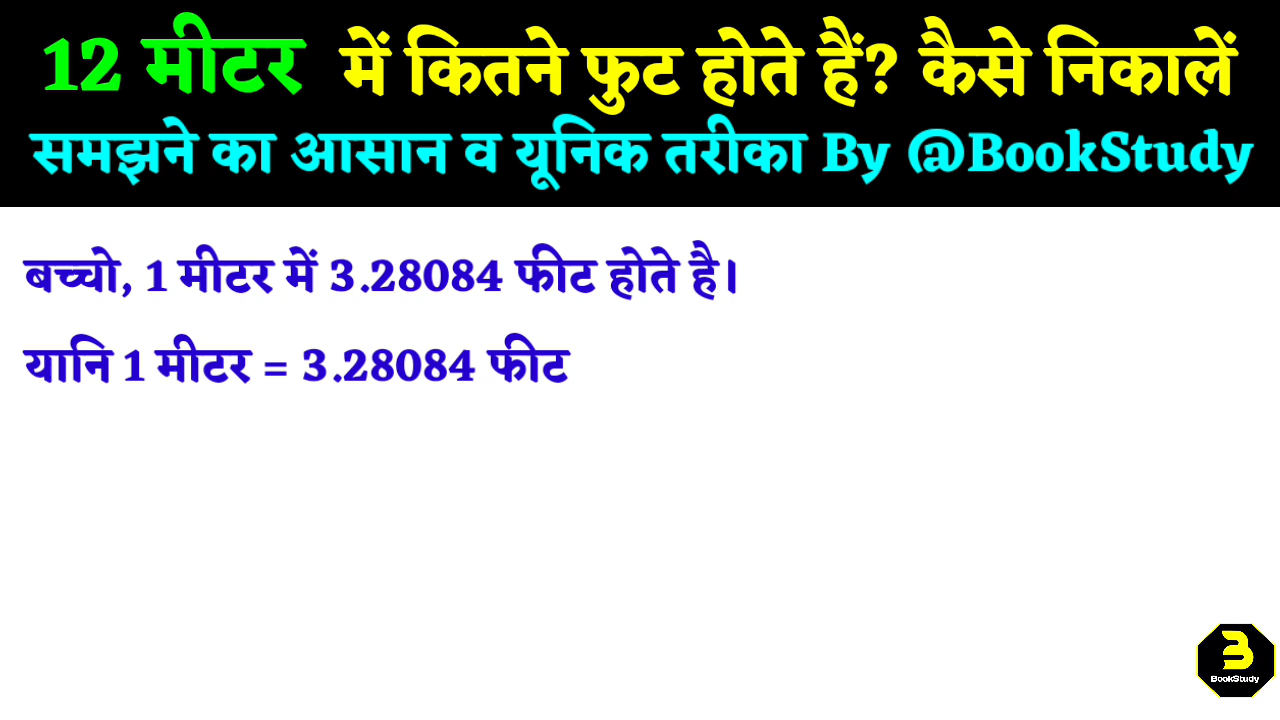 12 मीटर में कितने फुट होते हैं? कैसे निकालें
समझने का आसान व यूनिक तरीका By @BookStudy
बच्चो, 1 मीटर में 3.28084 फीट होते है।
यानि 1 मीटर = 3.28084 फीट
B
BookStudy